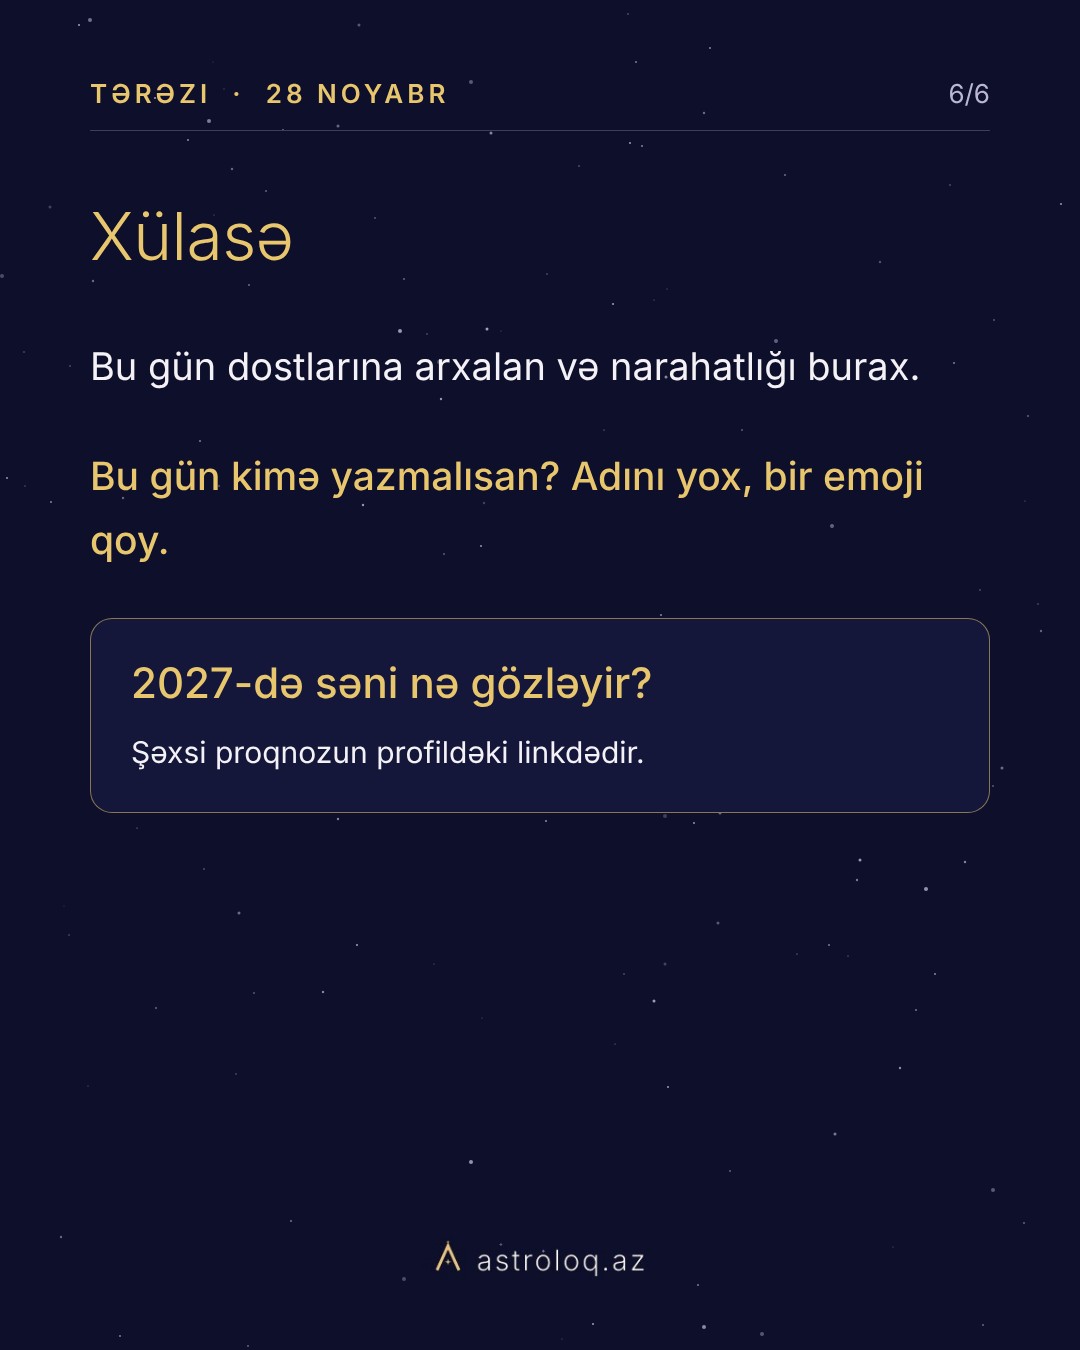 TƏRƏZI · 28 NOYABR 6/6
Xülasə
Bu gün dostlarına arxalan və narahatlığı burax.
Bu gün kimə yazmalısan? Adını yox, bir emoji
qoy.
2027-də səni nə gözləyir?
Şəxsi proqnozun profildəki linkdədir.
astroloq.az